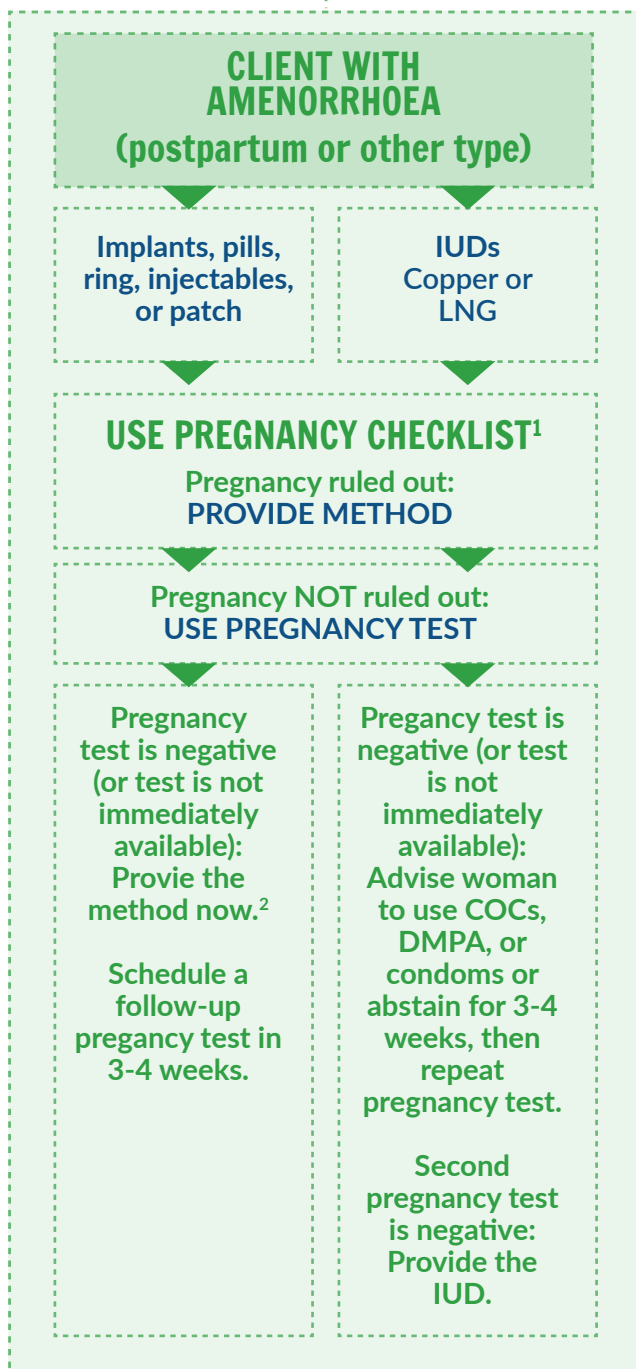 CLIENT WITH
AMENORRHOEA
(postpartum or other type)
Implants, pills,
ring, injectables,
or patch
IUDs
Copper or
LNG
USE PREGNANCY CHECKLIST¹
Pregnancy ruled out:
PROVIDE METHOD
Pregnancy NOT ruled out:
USE PREGNANCY TEST
Pregnancy
test is negative
(or test is not
immediately
available):
Provie the
method now.²
Schedule a
follow-up
pregancy test in
3-4 weeks.
Pregancy test is
negative (or test
is not
immediately
available):
Advise woman
to use COCs,
DMPA, or
condoms or
abstain for 3-4
weeks, then
repeat
pregnancy test.
Second
pregnancy test
is negative:
Provide the
IUD.